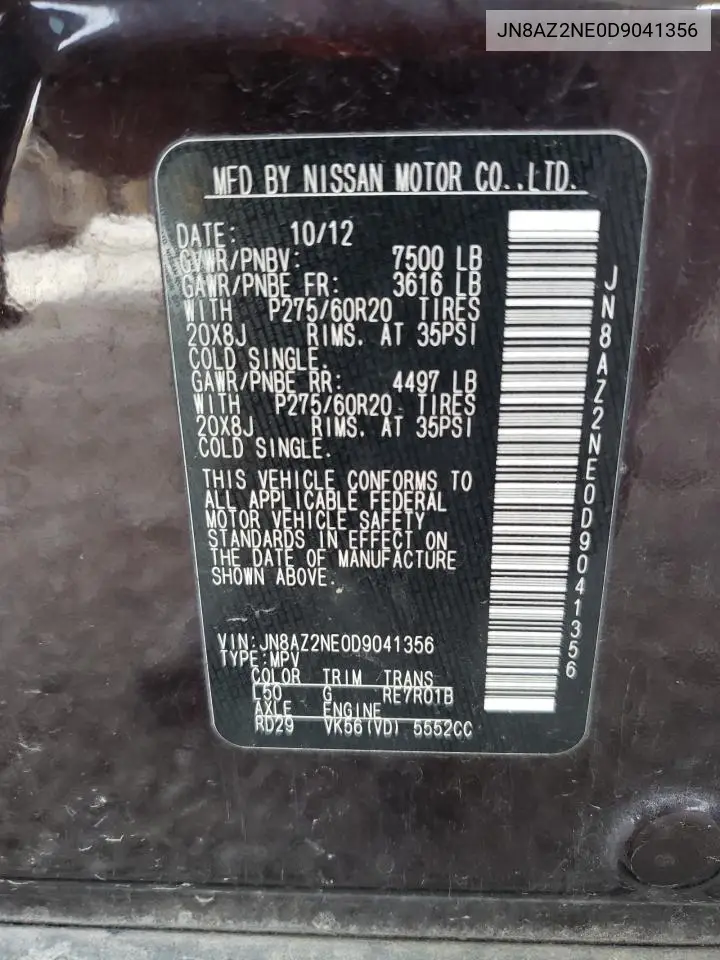 JN8AZ2NE0D9041356
MFD BY NISSAN MOTOR CO.,LTD.
DATE: 10/12
GVWR/PNBV: 7500 LB
GAWR/PNBE FR: 3616 LB
WITH P275/60R20 TIRES
20X8J RIMS. AT 35PSI
COLD SINGLE.
GAWR/PNBE RR: 4497 LB
WITH P275/60R20 TIRES
20X8J RIMS. AT 35PSI
COLD SINGLE.
THIS VEHICLE CONFORMS TO
ALL APPLICABLE FEDERAL
MOTOR VEHICLE SAFETY
STANDARDS IN EFFECT ON
THE DATE OF MANUFACTURE
SHOWN ABOVE.
VIN:JN8AZ2NE0D9041356
TYPE:MPV
COLOR TRIM TRANS
L50 G RE7R01B
AXLE ENGINE
RD29 VK56(VD) 5552CC
JN8AZ2NE0D9041356